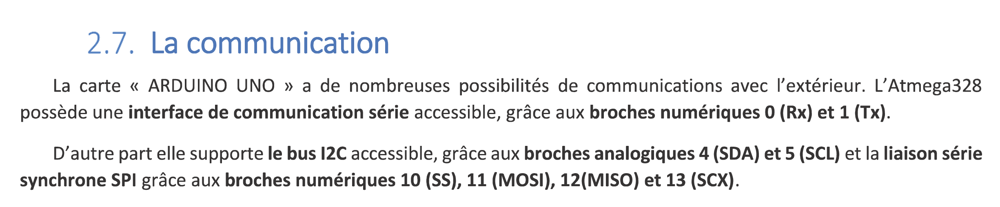 2.7. La communication
La carte « ARDUINO UNO » a de nombreuses possibilités de communications avec l’extérieur. L’Atmega328
possède une interface de communication série accessible, grâce aux broches numériques 0 (Rx) et 1 (Tx).
D’autre part elle supporte le bus I2C accessible, grâce aux broches analogiques 4 (SDA) et 5 (SCL) et la liaison série
synchrone SPI grâce aux broches numériques 10 (SS), 11 (MOSI), 12(MISO) et 13 (SCX).